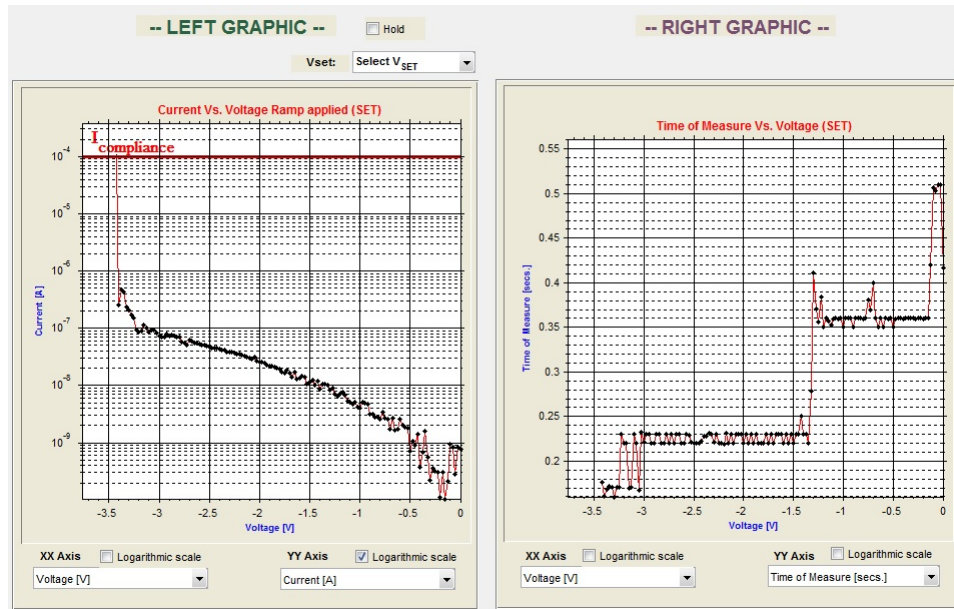 -- LEFT GRAPHIC --
Hold
-- RIGHT GRAPHIC --
Vset:
Select V_SET
Current Vs. Voltage Ramp applied (SET)
I compliance
10^-4
10^-5
10^-6
10^-7
10^-8
10^-9
Current [A]
-3.5 -3 -2.5 -2 -1.5 -1 -0.5 0
Voltage [V]
XX Axis
Logarithmic scale
YY Axis
Logarithmic scale
Voltage [V]
Current [A]
Time of Measure Vs. Voltage (SET)
0.55
0.5
0.45
0.4
0.35
0.3
0.25
0.2
Time of Measure [secs.]
-3.5 -3 -2.5 -2 -1.5 -1 -0.5 0
Voltage [V]
XX Axis
Logarithmic scale
YY Axis
Logarithmic scale
Voltage [V]
Time of Measure [secs.]